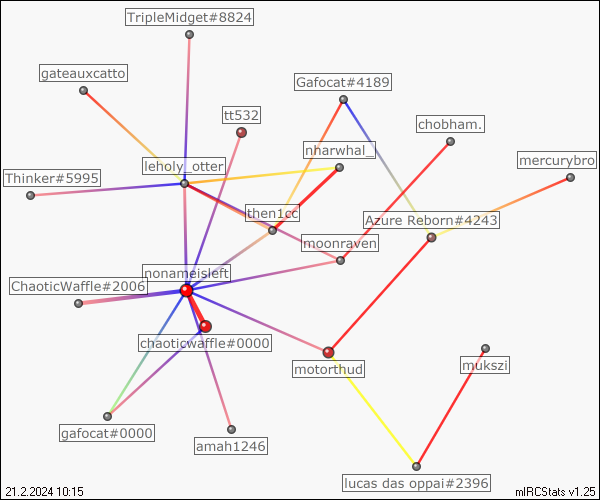 TripleMidget#8824
gateauxcatto
Gafocat#4189
tt532
chobham.
nharwhal_
mercurybro
leholy_otter
Thinker#5995
then1cc
Azure Reborn#4243
moonraven
nonameisleft
ChaoticWaffle#2006
chaoticwaffle#0000
motorthud
mukszi
gafocat#0000
amah1246
lucas das oppai#2396
21.2.2024 10:15
mIRCStats v1.25